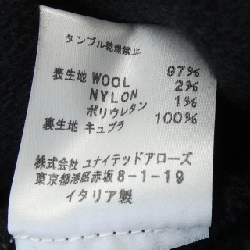 タンブル乾燥禁止
表生地 WOOL 97%
NYLON 2%
ポリウレタン 1%
裏生地 キュプラ 100%
株式会社 ユナイテッドアローズ
東京都港区赤坂8-1-19
イタリア製